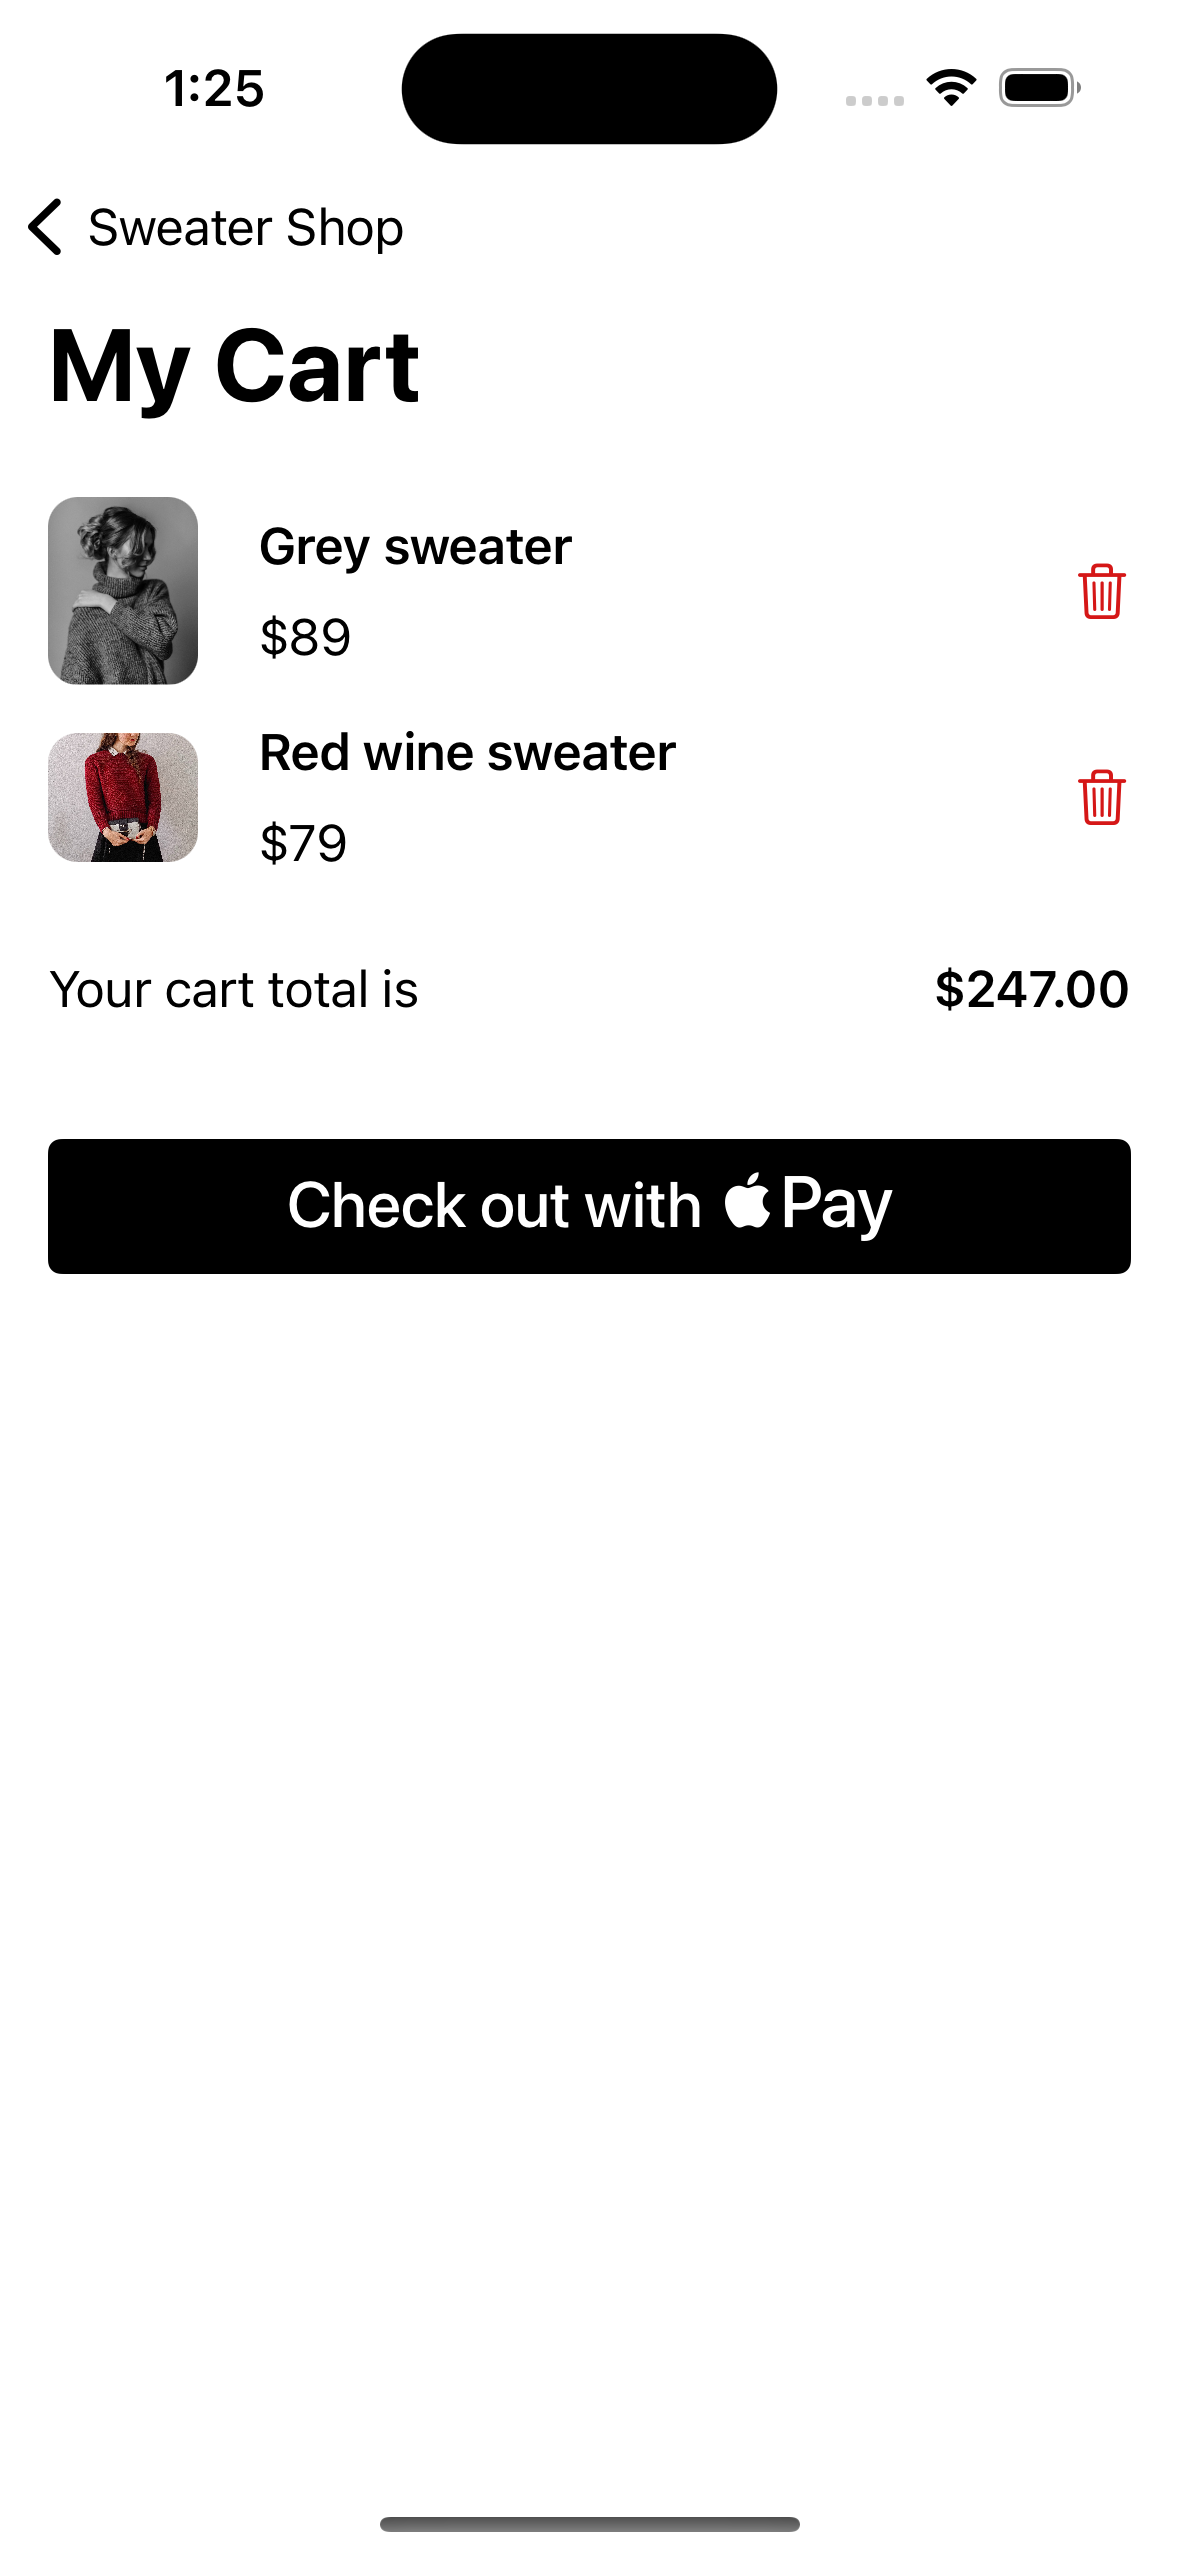 1:25
Sweater Shop
My Cart
Grey sweater
$89
Red wine sweater
$79
Your cart total is $247.00
Check out with Pay